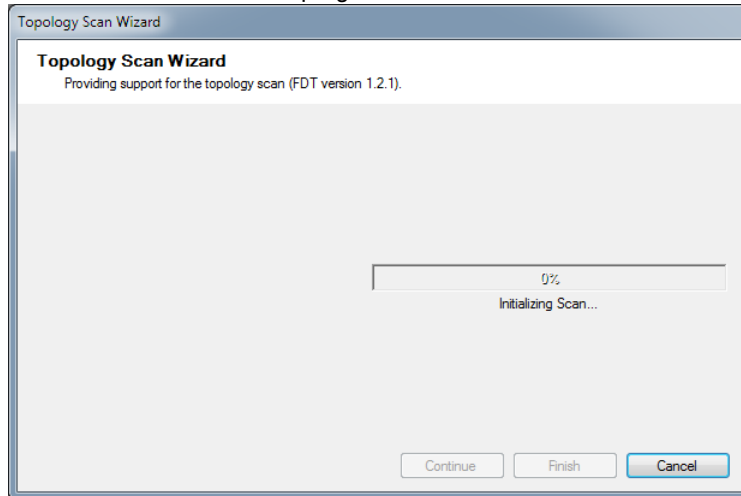 Topology Scan Wizard
Topology Scan Wizard
Providing support for the topology scan (FDT version 1.2.1).
0%
Initializing Scan...
Continue Finish Cancel